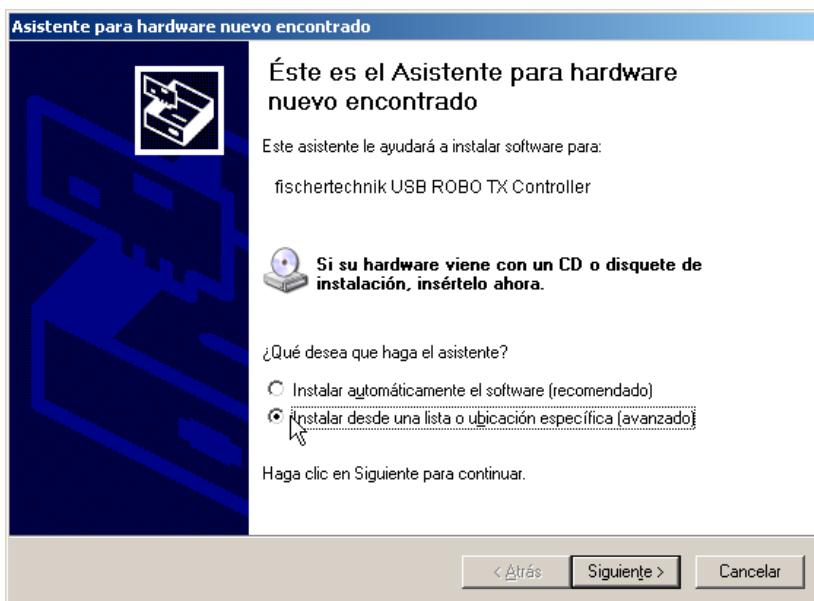 Asistente para hardware nuevo encontrado
Éste es el Asistente para hardware
nuevo encontrado
Este asistente le ayudará a instalar software para:
fischertechnik USB ROBO TX Controller
Si su hardware viene con un CD o disquete de
instalación, insértelo ahora.
¿Qué desea que haga el asistente?
Instalar automáticamente el software (recomendado)
Instalar desde una lista o ubicación específica (avanzado)
Haga clic en Siguiente para continuar.
< Atrás Siguiente > Cancelar